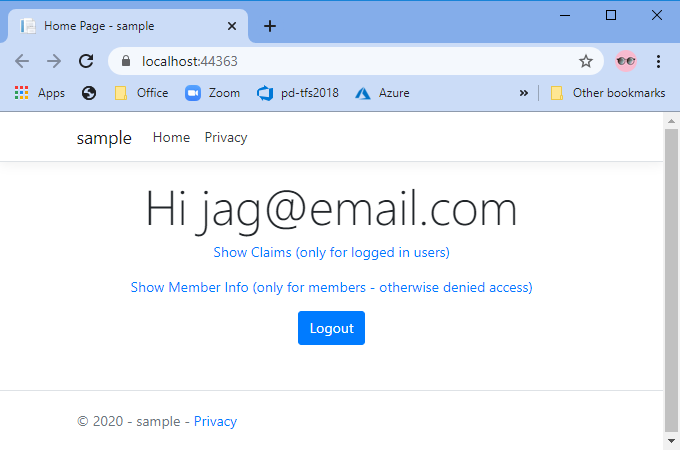 Home Page - sample
localhost:44363
Apps Office Zoom pd-tfs2018 Azure » Other bookmarks
sample Home Privacy
Hi jag@email.com
Show Claims (only for logged in users)
Show Member Info (only for members - otherwise denied access)
Logout
© 2020 - sample - Privacy